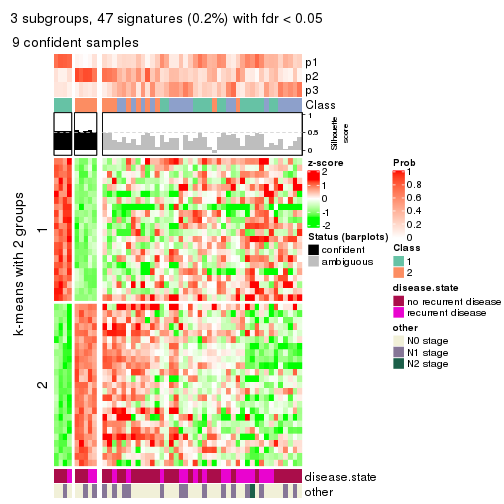 3 subgroups, 47 signatures (0.2%) with fdr < 0.05
9 confident samples
p1
p2
p3
Class
1
0.5
0
Silhouette
score
k-means with 2 groups
1
2
z-score
2
1
0
-1
-2
Status (barplots)
confident
ambiguous
Prob
1
0.8
0.6
0.4
0.2
0
Class
1
2
disease.state
no recurrent disease
recurrent disease
other
N0 stage
N1 stage
N2 stage
disease.state
other